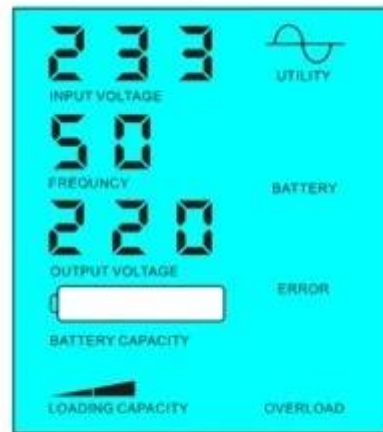 233
UTILITY
INPUT VOLTAGE
50
FREQUNCY
BATTERY
220
OUTPUT VOLTAGE
ERROR
BATTERY CAPACITY
LOADING CAPACITY
OVERLOAD